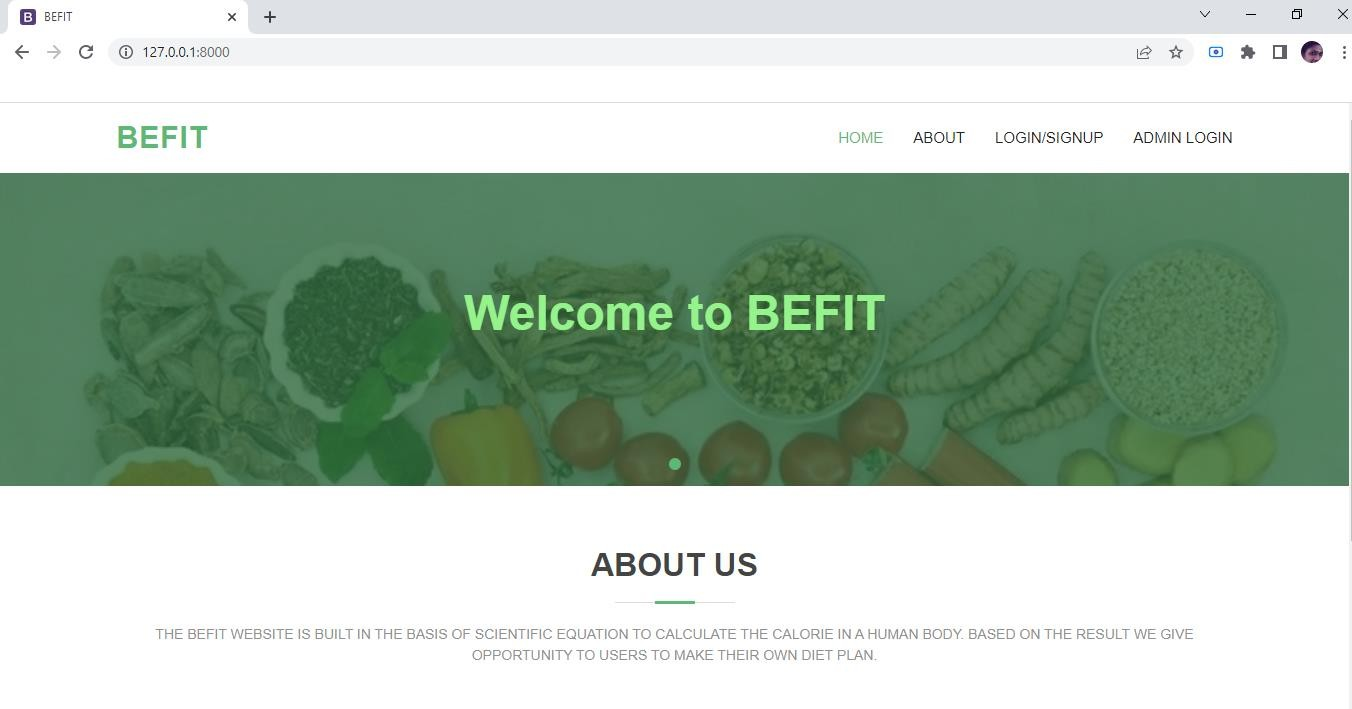 B BEFIT
127.0.0.1:8000
BEFIT
HOME ABOUT LOGIN/SIGNUP ADMIN LOGIN
Welcome to BEFIT
ABOUT US
THE BEFIT WEBSITE IS BUILT IN THE BASIS OF SCIENTIFIC EQUATION TO CALCULATE THE CALORIE IN A HUMAN BODY. BASED ON THE RESULT WE GIVE
OPPORTUNITY TO USERS TO MAKE THEIR OWN DIET PLAN.